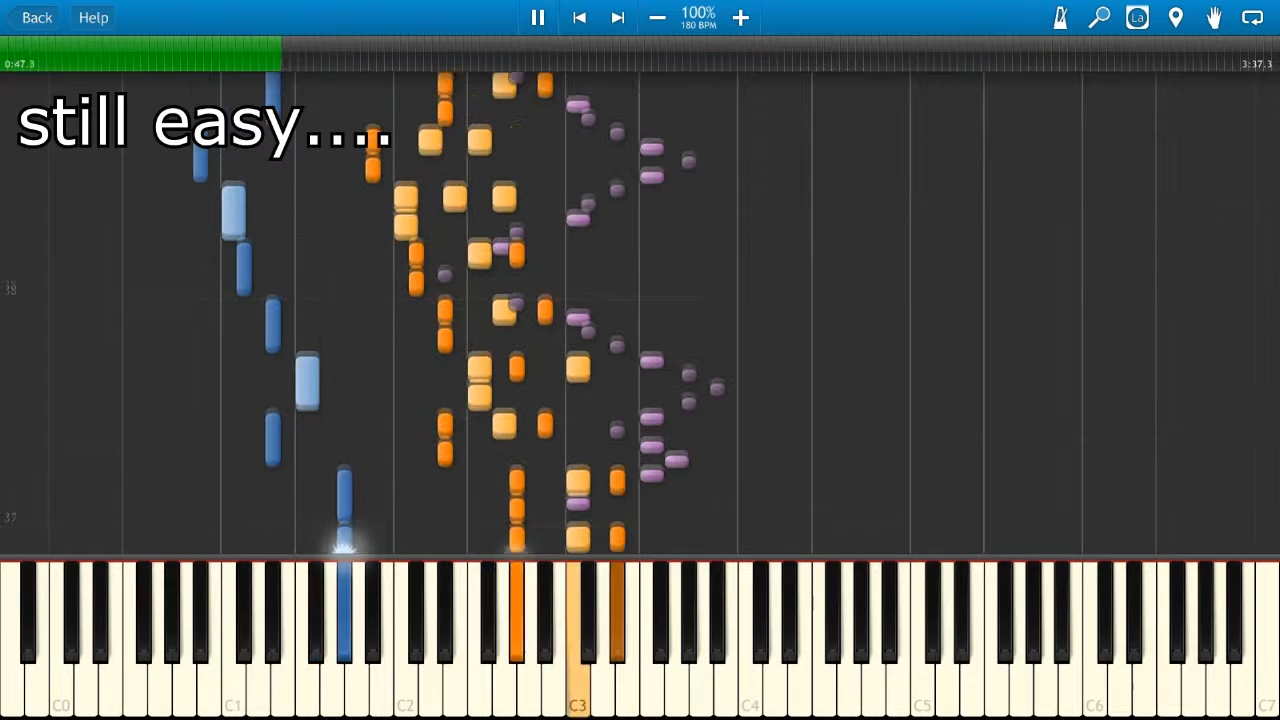 Back Help 100% La
180 BPM
0:47.3 3:37.3
still easy....
38
37
C0 C1 C2 C3 C4 C5 C6 C7